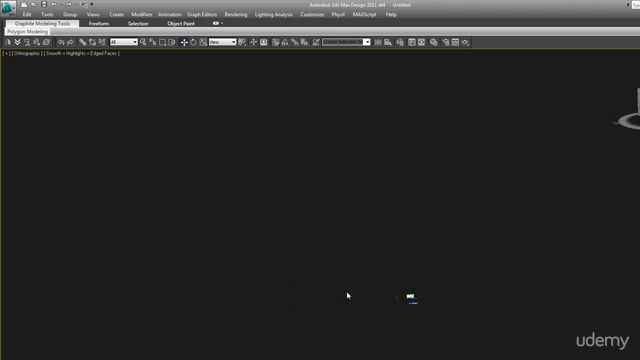 Autodesk 3ds Max Design 2011 x64 Untitled
Edit Tools Group Views Create Modifiers Animation Graph Editors Rendering Lighting Analysis Customize PhysX MAXScript Help
Graphite Modeling Tools Freeform Selection Object Paint
Polygon Modeling
All View
[ + ] [ Orthographic ] [ Smooth + Highlights + Edged Faces ]
udemy